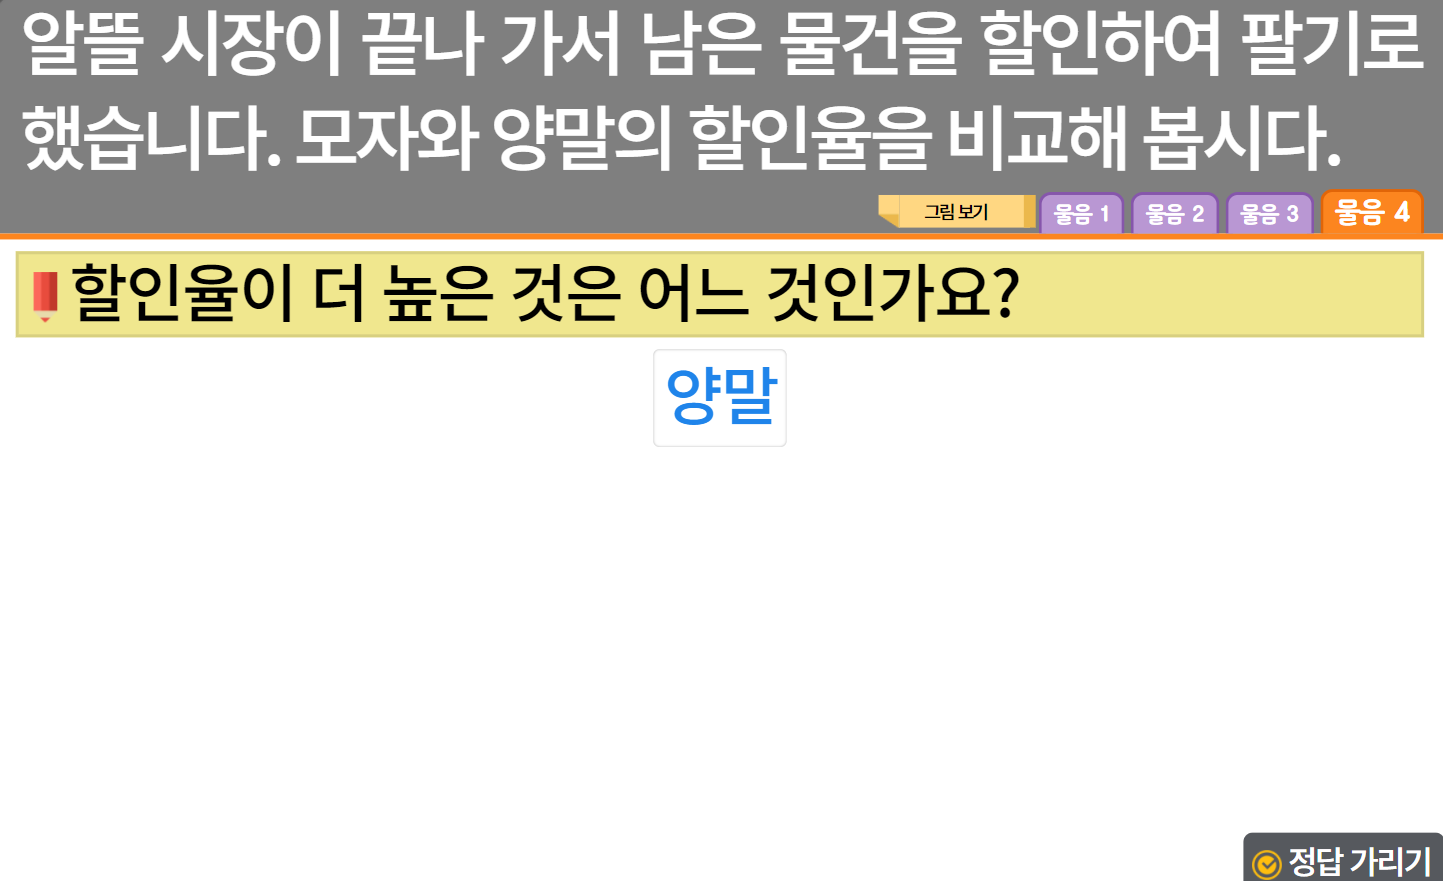 알뜰 시장이 끝나 가서 남은 물건을 할인하여 팔기로
했습니다. 모자와 양말의 할인율을 비교해 봅시다.
그림 보기 물음 1 물음 2 물음 3 물음 4
할인율이 더 높은 것은 어느 것인가요?
양말
정답 가리기